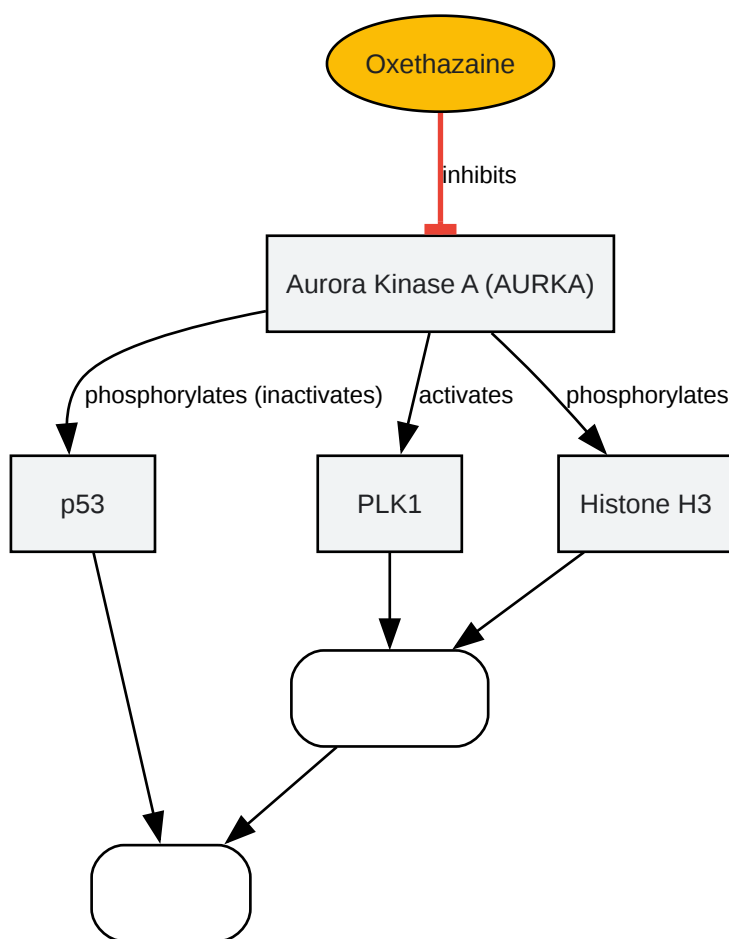 Oxethazaine
inhibits
Aurora Kinase A (AURKA)
phosphorylates (inactivates)
activates
phosphorylates
p53
PLK1
Histone H3